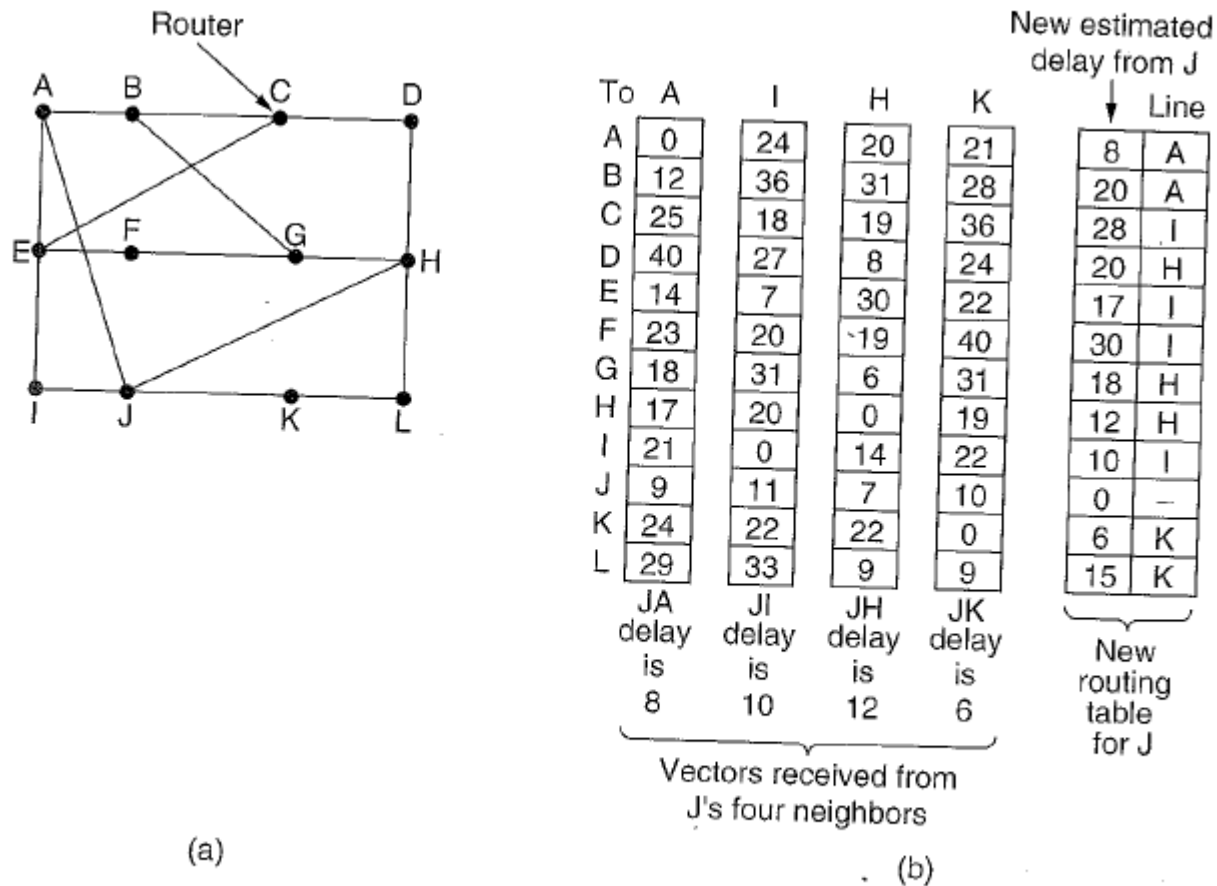 Router
A B C D
E F G H
I J K L
(a)
New estimated
delay from J
To A I H K Line
A 0 24 20 21 8 A
B 12 36 31 28 20 A
C 25 18 19 36 28 I
D 40 27 8 24 20 H
E 14 7 30 22 17 I
F 23 20 19 40 30 I
G 18 31 6 31 18 H
H 17 20 0 19 12 H
I 21 0 14 22 10 I
J 9 11 7 10 0 –
K 24 22 22 0 6 K
L 29 33 9 9 15 K
JA JI JH JK
delay delay delay delay
is is is is
8 10 12 6
Vectors received from
J's four neighbors
New
routing
table
for J
(b)